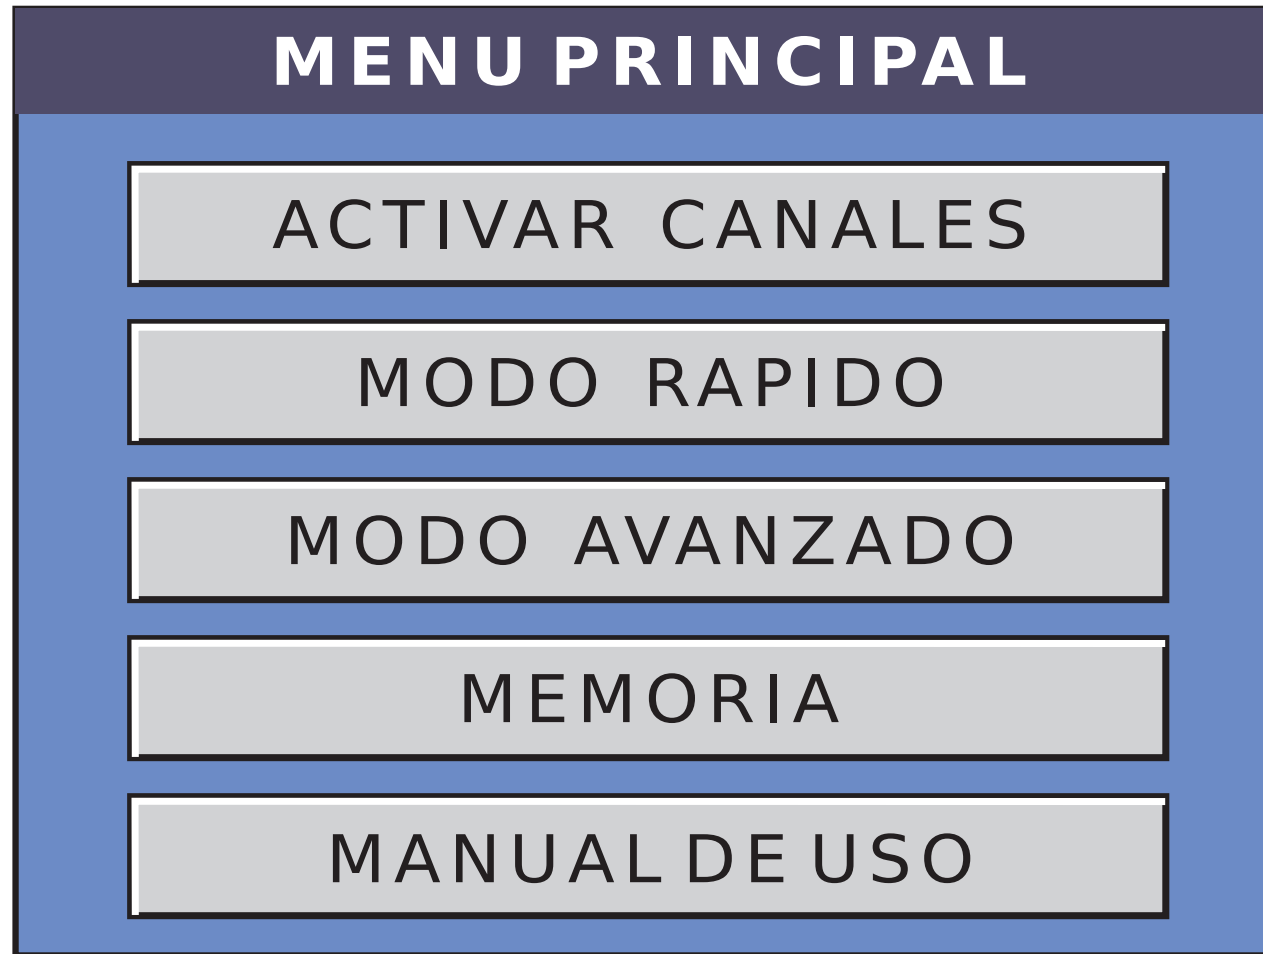 MENU PRINCIPAL
ACTIVAR CANALES
MODO RAPIDO
MODO AVANZADO
MEMORIA
MANUAL DE USO